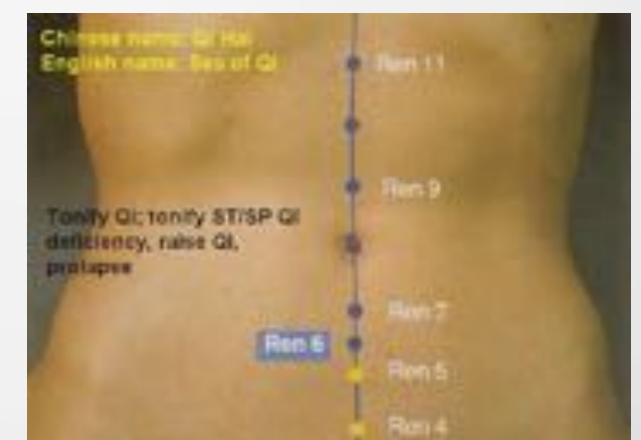 Chinese name: Qi Hai
English name: Sea of Qi
Ren 11
Ren 9
Tonify Qi; tonify ST/SP Qi
deficiency, raise Qi,
prolapse
Ren 7
Ren 6
Ren 5
Ren 4